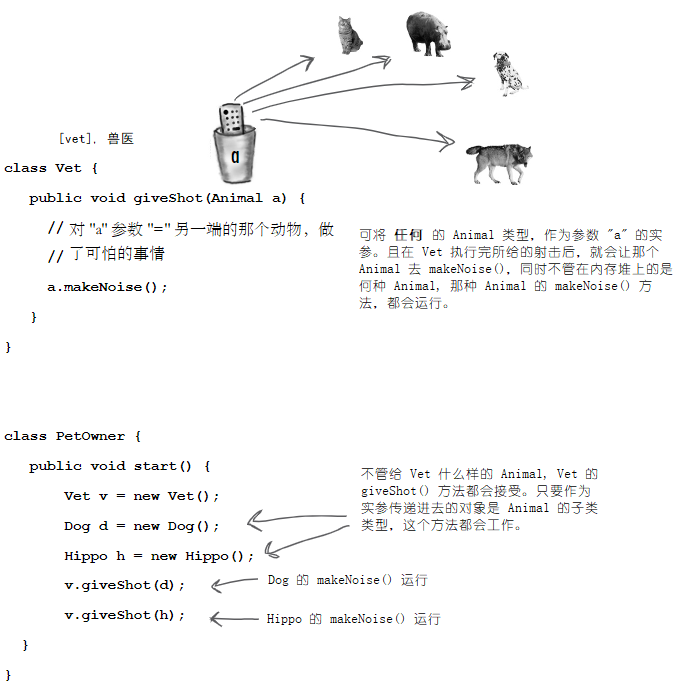 a
[vet], 兽医
class Vet {
public void giveShot(Animal a) {
// 对 "a" 参数 "=" 另一端的那个动物，做
// 了可怕的事情
a.makeNoise();
}
}
可将 任何 的 Animal 类型，作为参数 "a" 的实
参。且在 Vet 执行完所给的射击后，就会让那个
Animal 去 makeNoise()，同时不管在内存堆上的是
何种 Animal, 那种 Animal 的 makeNoise() 方
法，都会运行。
class PetOwner {
public void start() {
Vet v = new Vet();
Dog d = new Dog();
Hippo h = new Hippo();
v.giveShot(d);
v.giveShot(h);
}
}
不管给 Vet 什么样的 Animal, Vet 的
giveShot() 方法都会接受。只要作为
实参传递进去的对象是 Animal 的子类
类型，这个方法都会工作。
Dog 的 makeNoise() 运行
Hippo 的 makeNoise() 运行